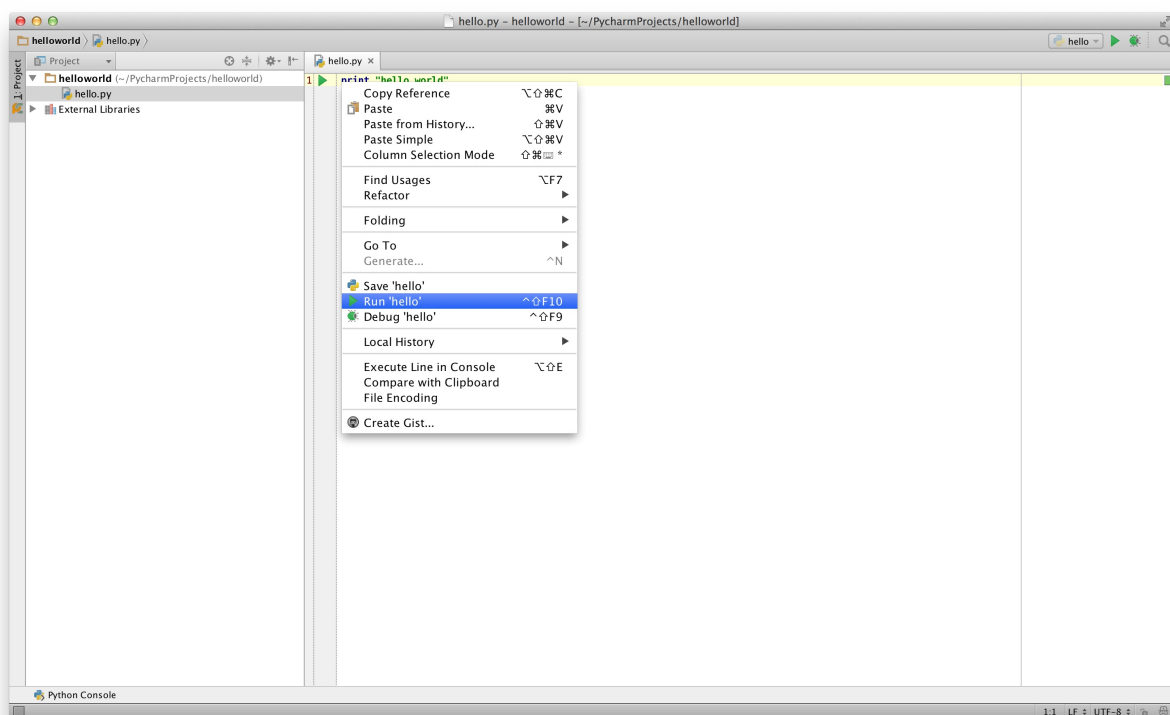 hello.py – helloworld – [~/PycharmProjects/helloworld]
helloworld hello.py
hello
1: Project
Project
hello.py ×
helloworld (~/PycharmProjects/helloworld)
hello.py
External Libraries
1 print "hello world"
Copy Reference ⌥⇧⌘C
Paste ⌘V
Paste from History... ⇧⌘V
Paste Simple ⌥⇧⌘V
Column Selection Mode ⇧⌘⌨ *
Find Usages ⌥F7
Refactor
Folding
Go To
Generate... ^N
Save 'hello'
Run 'hello' ^⇧F10
Debug 'hello' ^⇧F9
Local History
Execute Line in Console ⌥⇧E
Compare with Clipboard
File Encoding
Create Gist...
Python Console
1:1 LF UTF-8